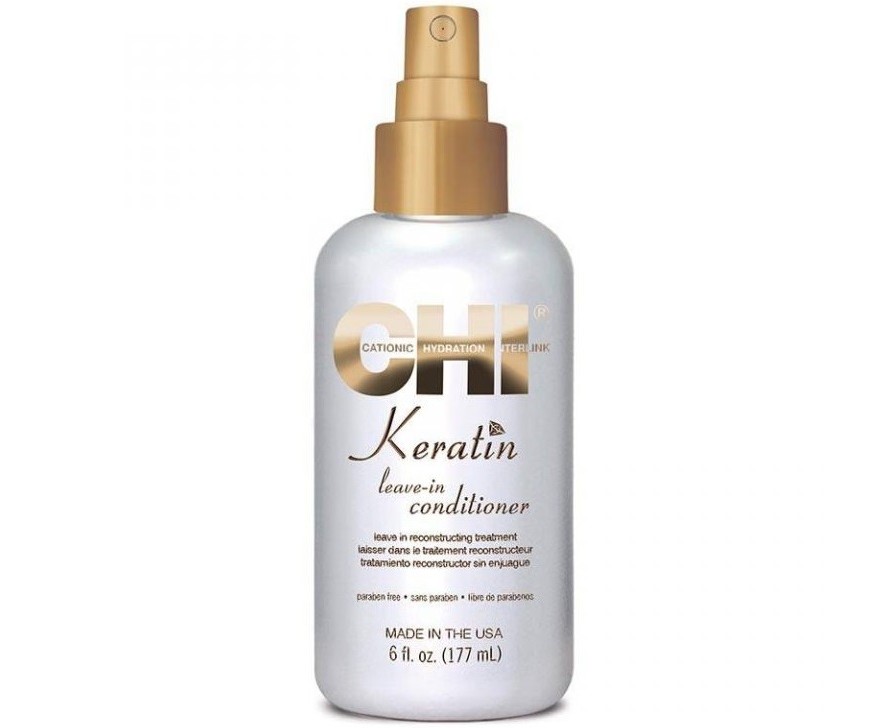 CHI®
CATIONIC HYDRATION INTERLINK
Keratin
leave-in
conditioner
leave in reconstructing treatment
laisser dans le traitement reconstructeur
tratamiento reconstructor sin enjuague
paraben free • sans paraben • libre de parabenos
MADE IN THE USA
6 fl. oz. (177 mL)